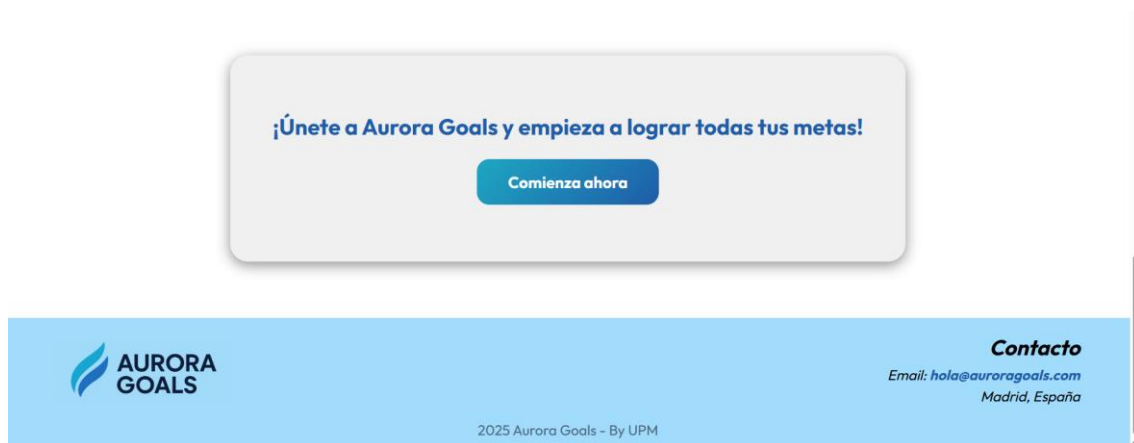 ¡Únete a Aurora Goals y empieza a lograr todas tus metas!
Comienza ahora
AURORA
GOALS
Contacto
Email: hola@auroragoals.com
Madrid, España
2025 Aurora Goals - By UPM